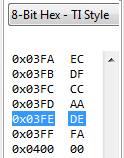 8-Bit Hex - TI Style
0x03FA EC
0x03FB DF
0x03FC CC
0x03FD AA
0x03FE DE
0x03FF FA
0x0400 00